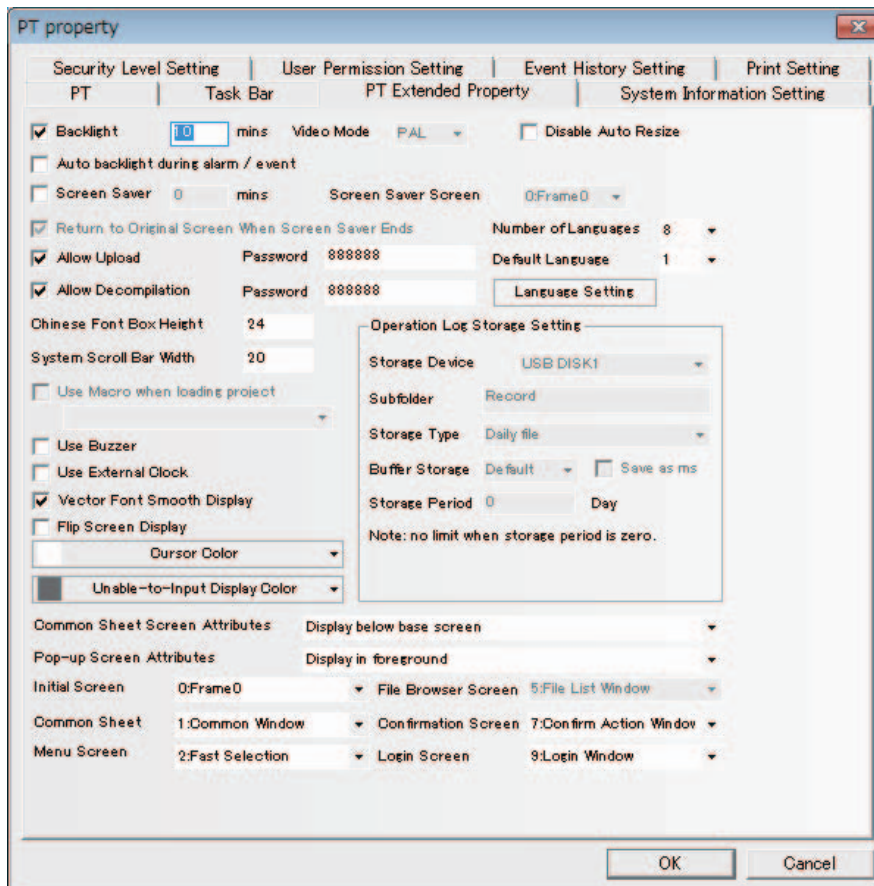 PT property
Security Level Setting User Permission Setting Event History Setting Print Setting
PT Task Bar PT Extended Property System Information Setting
Backlight 10 mins Video Mode PAL Disable Auto Resize
Auto backlight during alarm / event
Screen Saver 0 mins Screen Saver Screen 0:Frame0
Return to Original Screen When Screen Saver Ends Number of Languages 8
Allow Upload Password 888888 Default Language 1
Allow Decompilation Password 888888 Language Setting
Chinese Font Box Height 24 Operation Log Storage Setting
System Scroll Bar Width 20 Storage Device USB DISK1
Use Macro when loading project Subfolder Record
Storage Type Daily file
Use Buzzer
Use External Clock Buffer Storage Default Save as ms
Vector Font Smooth Display Storage Period 0 Day
Flip Screen Display Note: no limit when storage period is zero.
Cursor Color
Unable-to-Input Display Color
Common Sheet Screen Attributes Display below base screen
Pop-up Screen Attributes Display in foreground
Initial Screen 0:Frame0 File Browser Screen 5:File List Window
Common Sheet 1:Common Window Confirmation Screen 7:Confirm Action Windov
Menu Screen 2:Fast Selection Login Screen 9:Login Window
OK Cancel